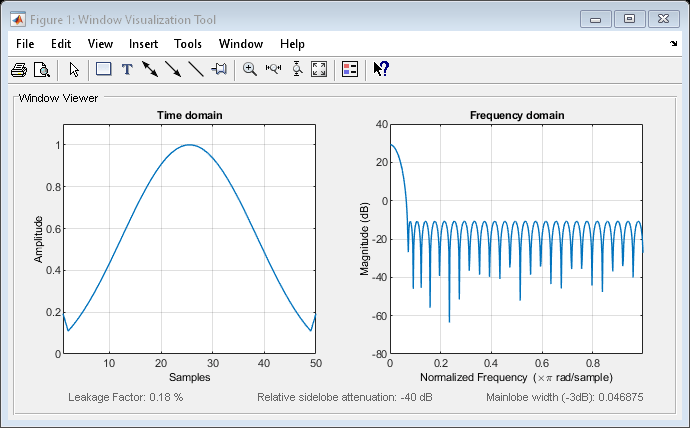 Figure 1: Window Visualization Tool
File Edit View Insert Tools Window Help
Window Viewer
Time domain
Amplitude
1
0.8
0.6
0.4
0.2
0
10 20 30 40 50
Samples
Frequency domain
Magnitude (dB)
40
20
0
-20
-40
-60
-80
0 0.2 0.4 0.6 0.8
Normalized Frequency (×π rad/sample)
Leakage Factor: 0.18 % Relative sidelobe attenuation: -40 dB Mainlobe width (-3dB): 0.046875